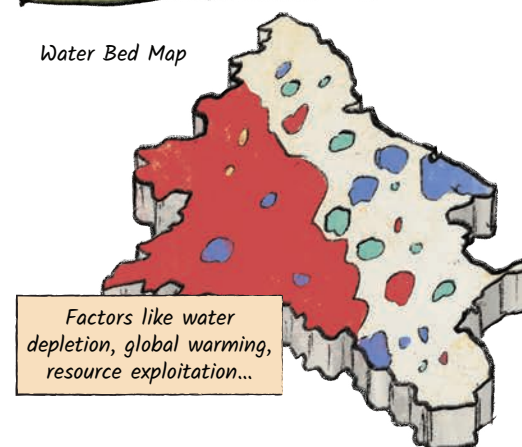 Water Bed Map
Factors like water
depletion, global warming,
resource exploitation...